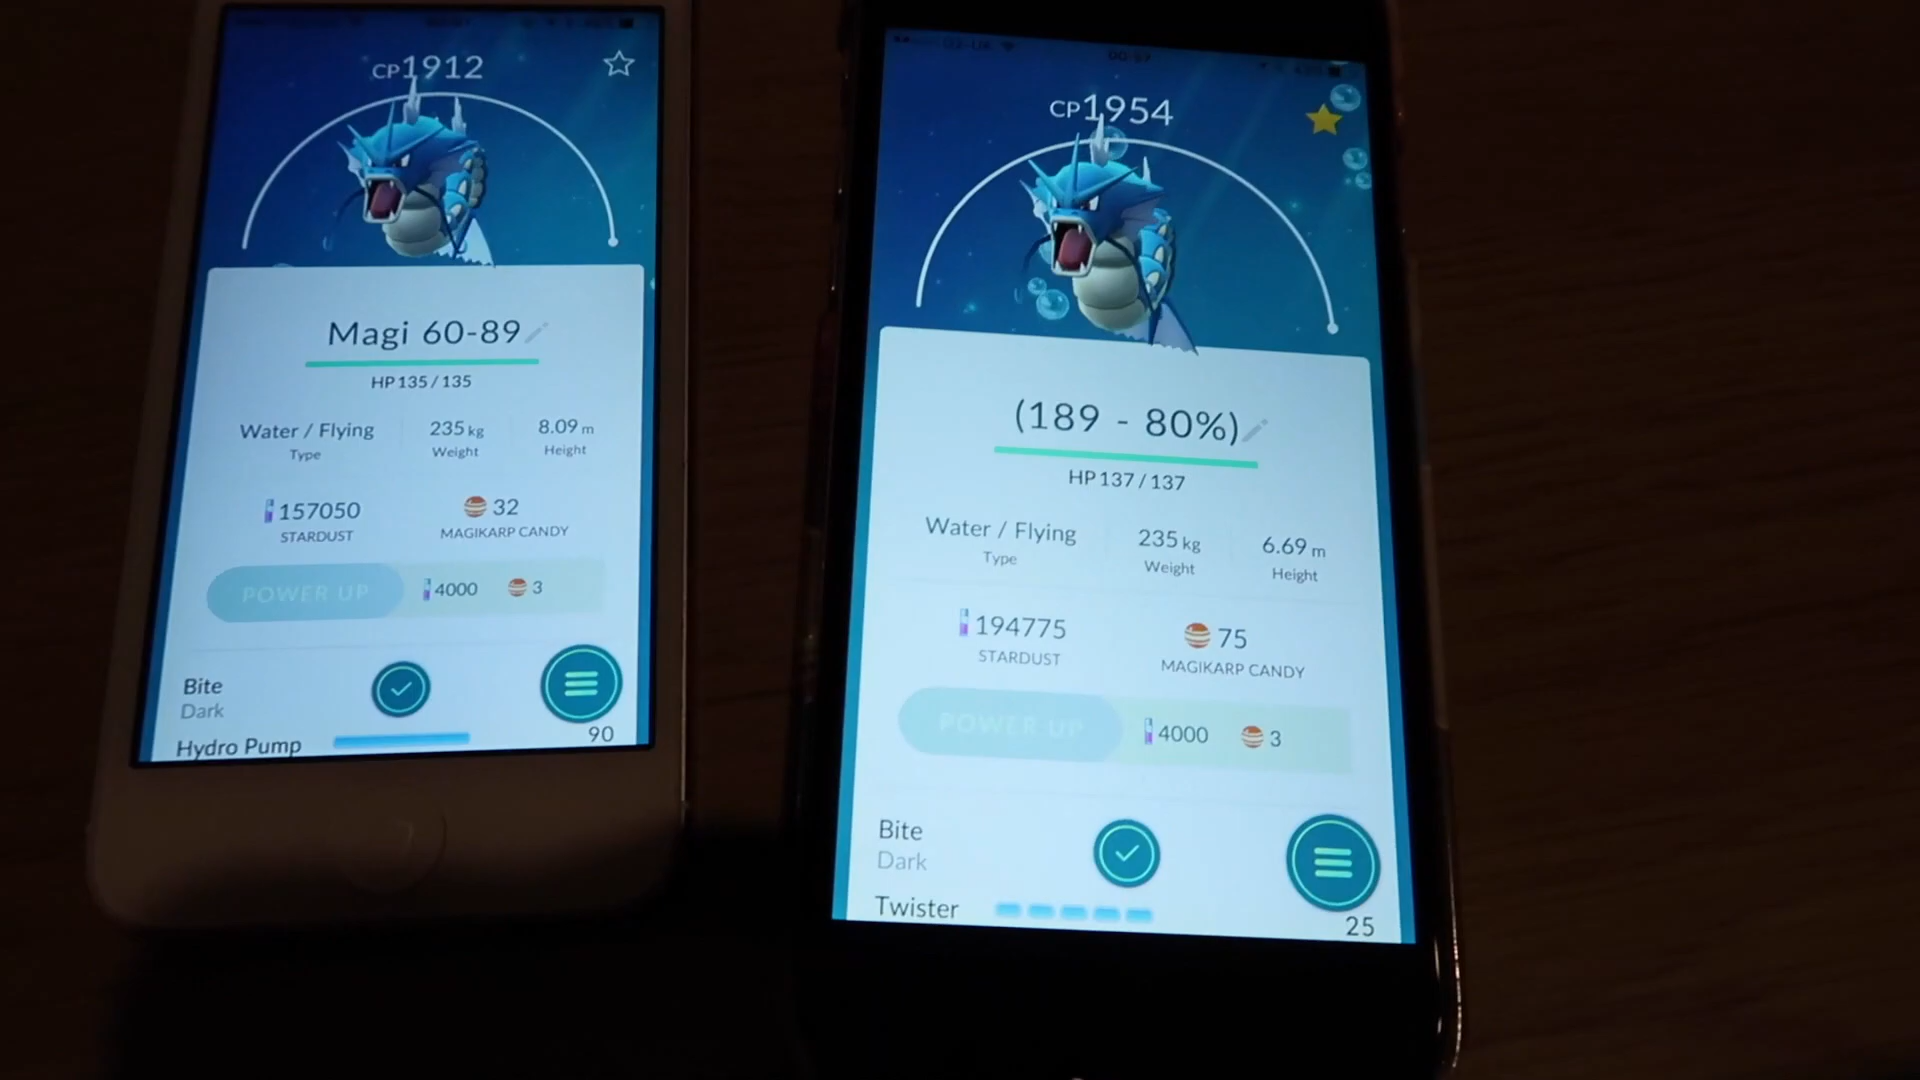 CP1912
Magi 60-89
HP 135 / 135
Water / Flying
Type
235 kg
Weight
8.09 m
Height
157050
STARDUST
32
MAGIKARP CANDY
POWER UP
4000
3
Bite
Dark
Hydro Pump
90
O2-UK
CP1954
(189 - 80%)
HP 137 / 137
Water / Flying
Type
235 kg
Weight
6.69 m
Height
194775
STARDUST
75
MAGIKARP CANDY
POWER UP
4000
3
Bite
Dark
Twister
25